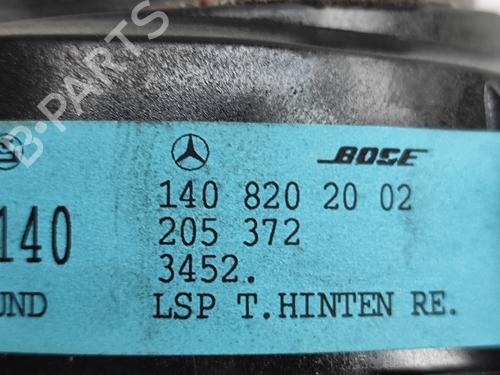 B-PARTS
BOSE
140 820 20 02
140
205 372
3452.
UND
LSP T.HINTEN RE.